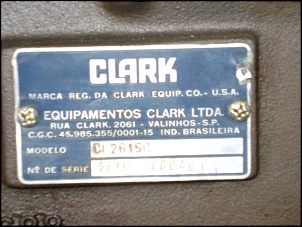 CLARK
MARCA REG. DA CLARK EQUIP. CO.- U.S.A.
EQUIPAMENTOS CLARK LTDA.
RUA CLARK, 2061 - VALINHOS-S.P.
C.G.C. 45.985.355/0001-15 IND. BRASILEIRA
MODELO CL2615C
Nº DE SÉRIE